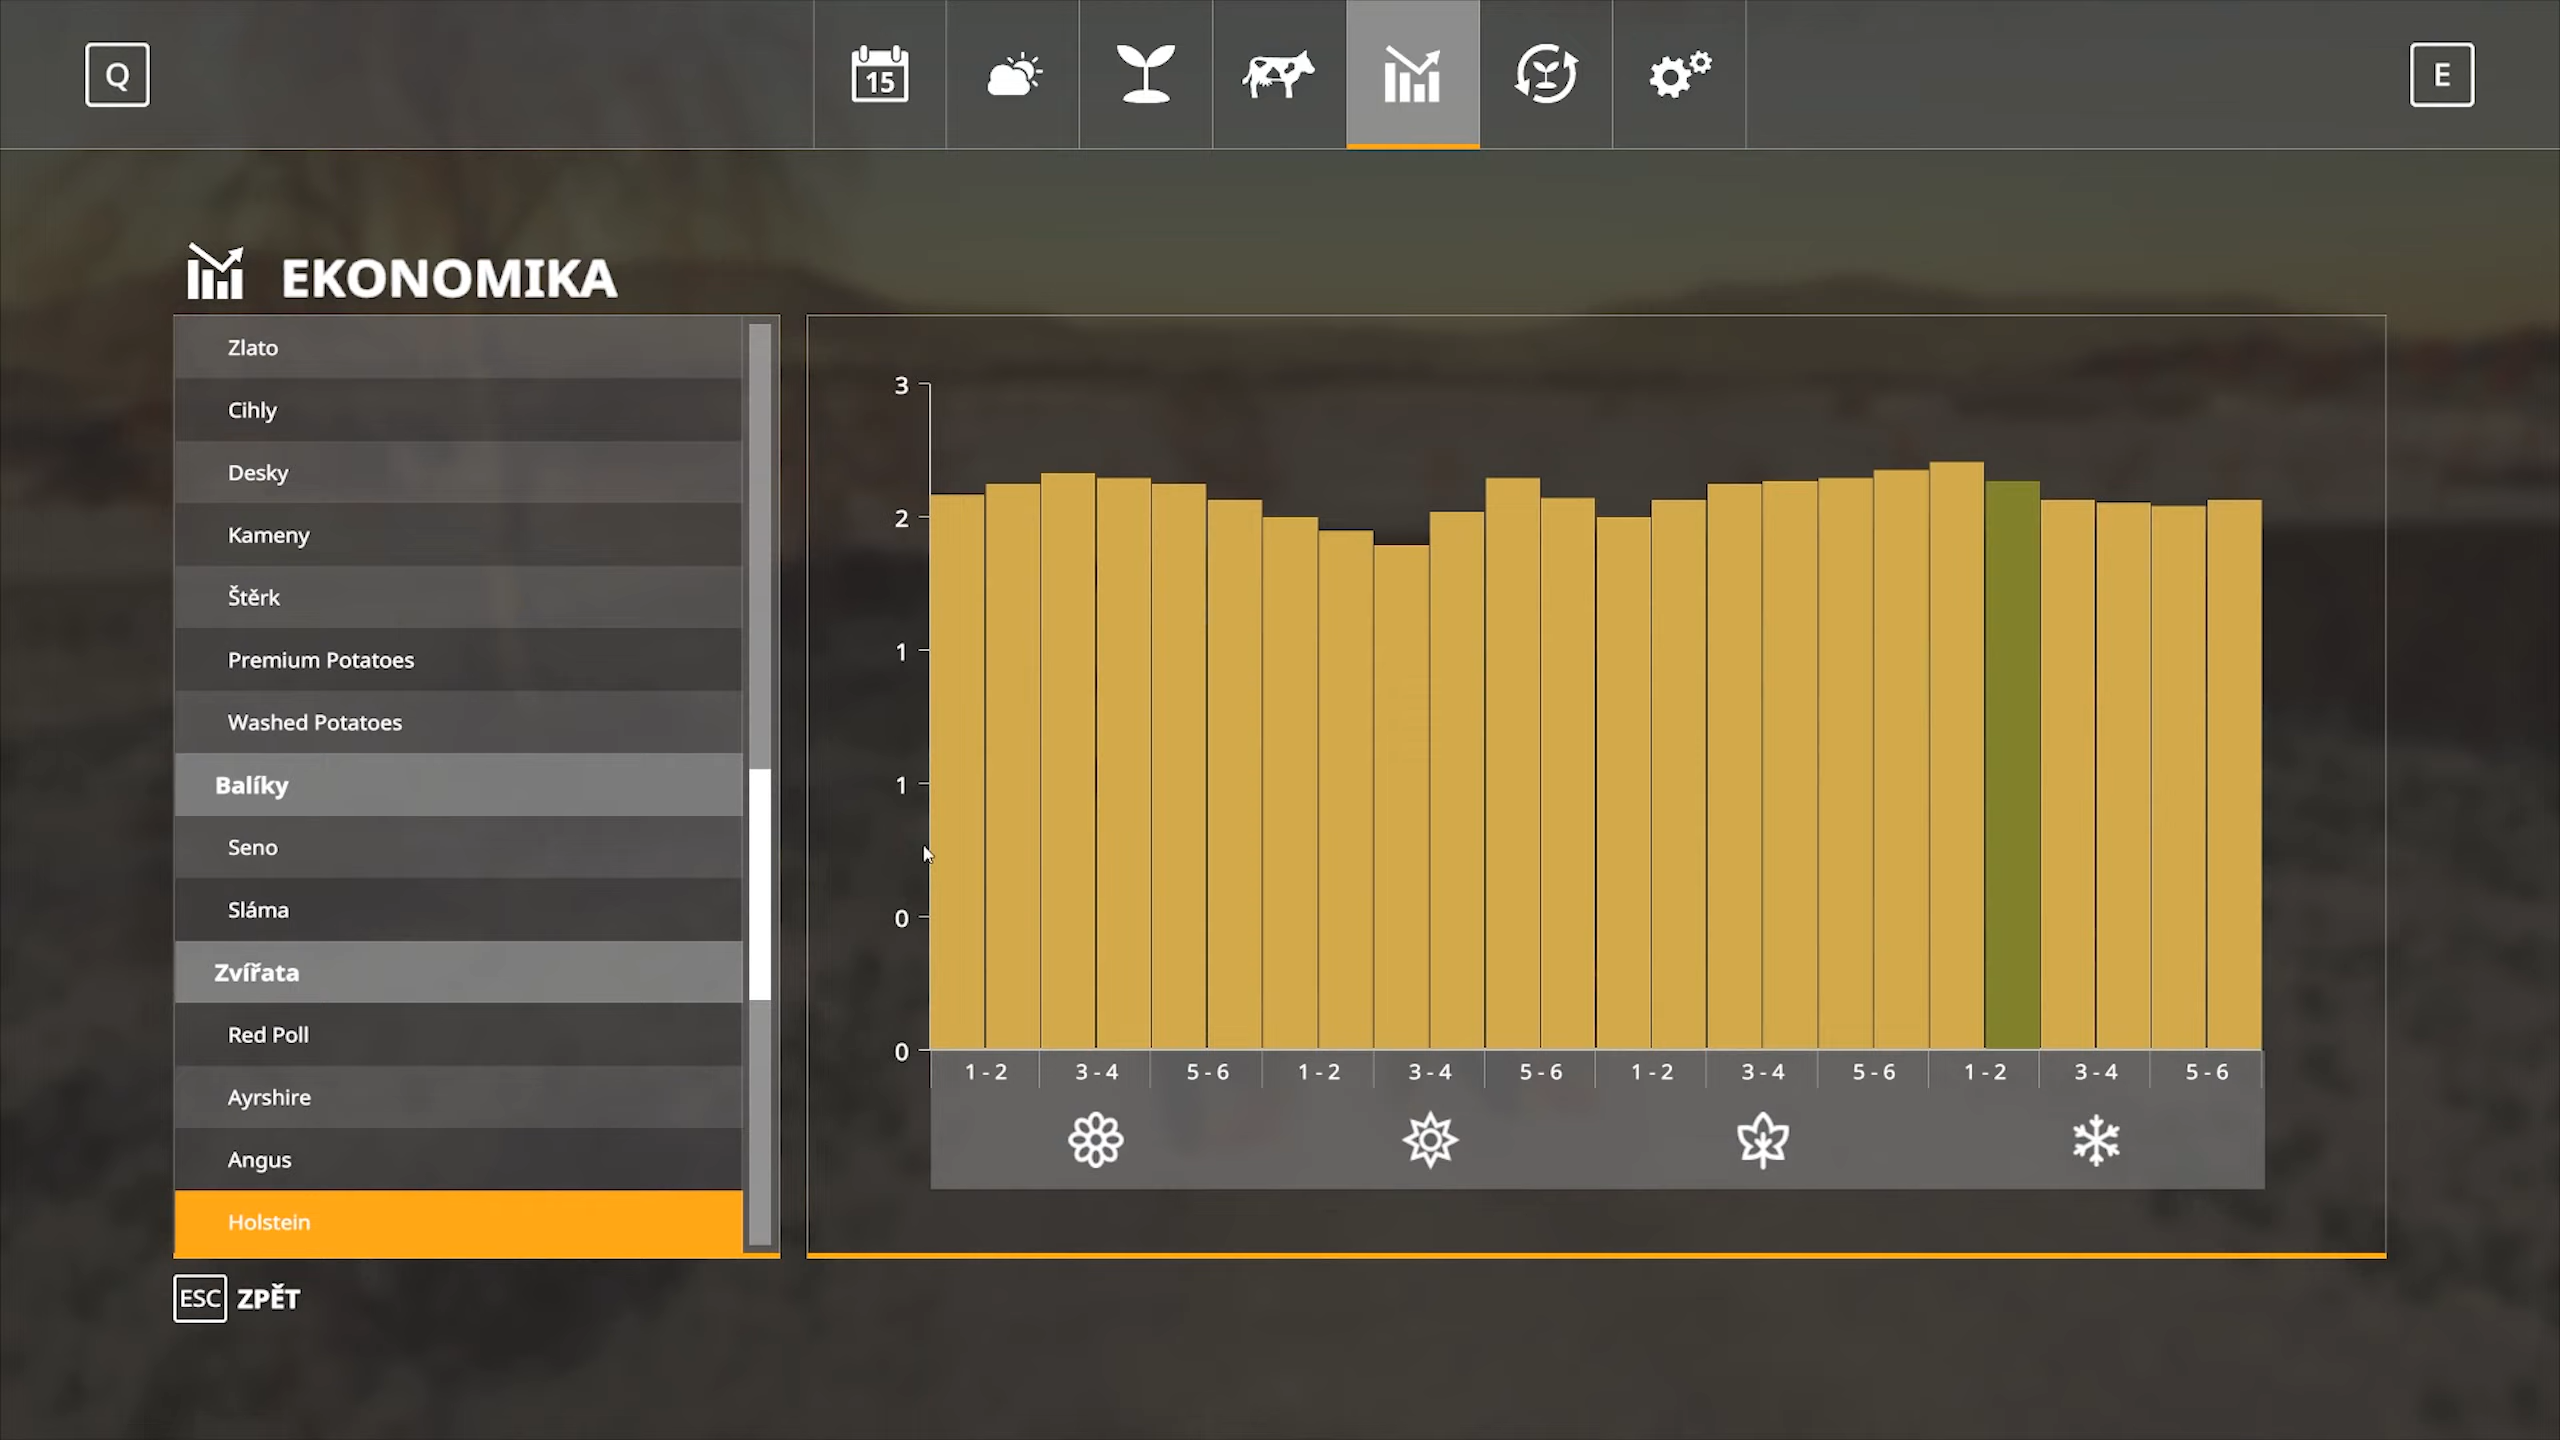 Q
15
E
EKONOMIKA
Zlato
Cihly
Desky
Kameny
Štěrk
Premium Potatoes
Washed Potatoes
Balíky
Seno
Sláma
Zvířata
Red Poll
Ayrshire
Angus
Holstein
3
2
1
1
0
0
1 - 2 3 - 4 5 - 6 1 - 2 3 - 4 5 - 6 1 - 2 3 - 4 5 - 6 1 - 2 3 - 4 5 - 6
ESC ZPĚT